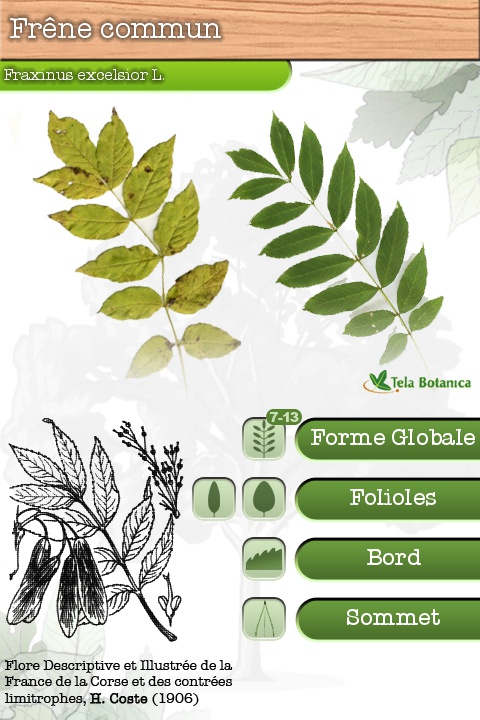 Frêne commun
Fraxinus excelsior L.
Tela Botanica
7-13
Forme Globale
Folioles
Bord
Sommet
Flore Descriptive et Illustrée de la
France de la Corse et des contrées
limitrophes, H. Coste (1906)